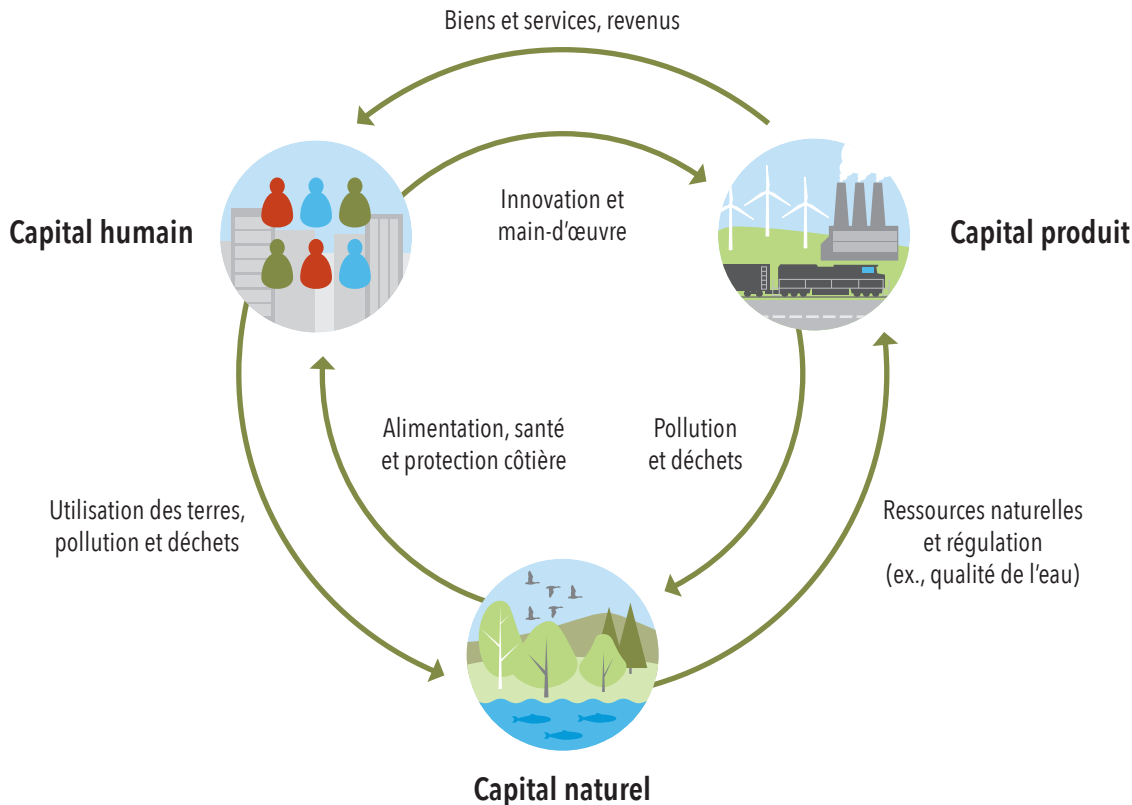 Biens et services, revenus
Capital humain
Innovation et
main-d'œuvre
Capital produit
Alimentation, santé
et protection côtière
Pollution
et déchets
Utilisation des terres,
pollution et déchets
Ressources naturelles
et régulation
(ex., qualité de l'eau)
Capital naturel